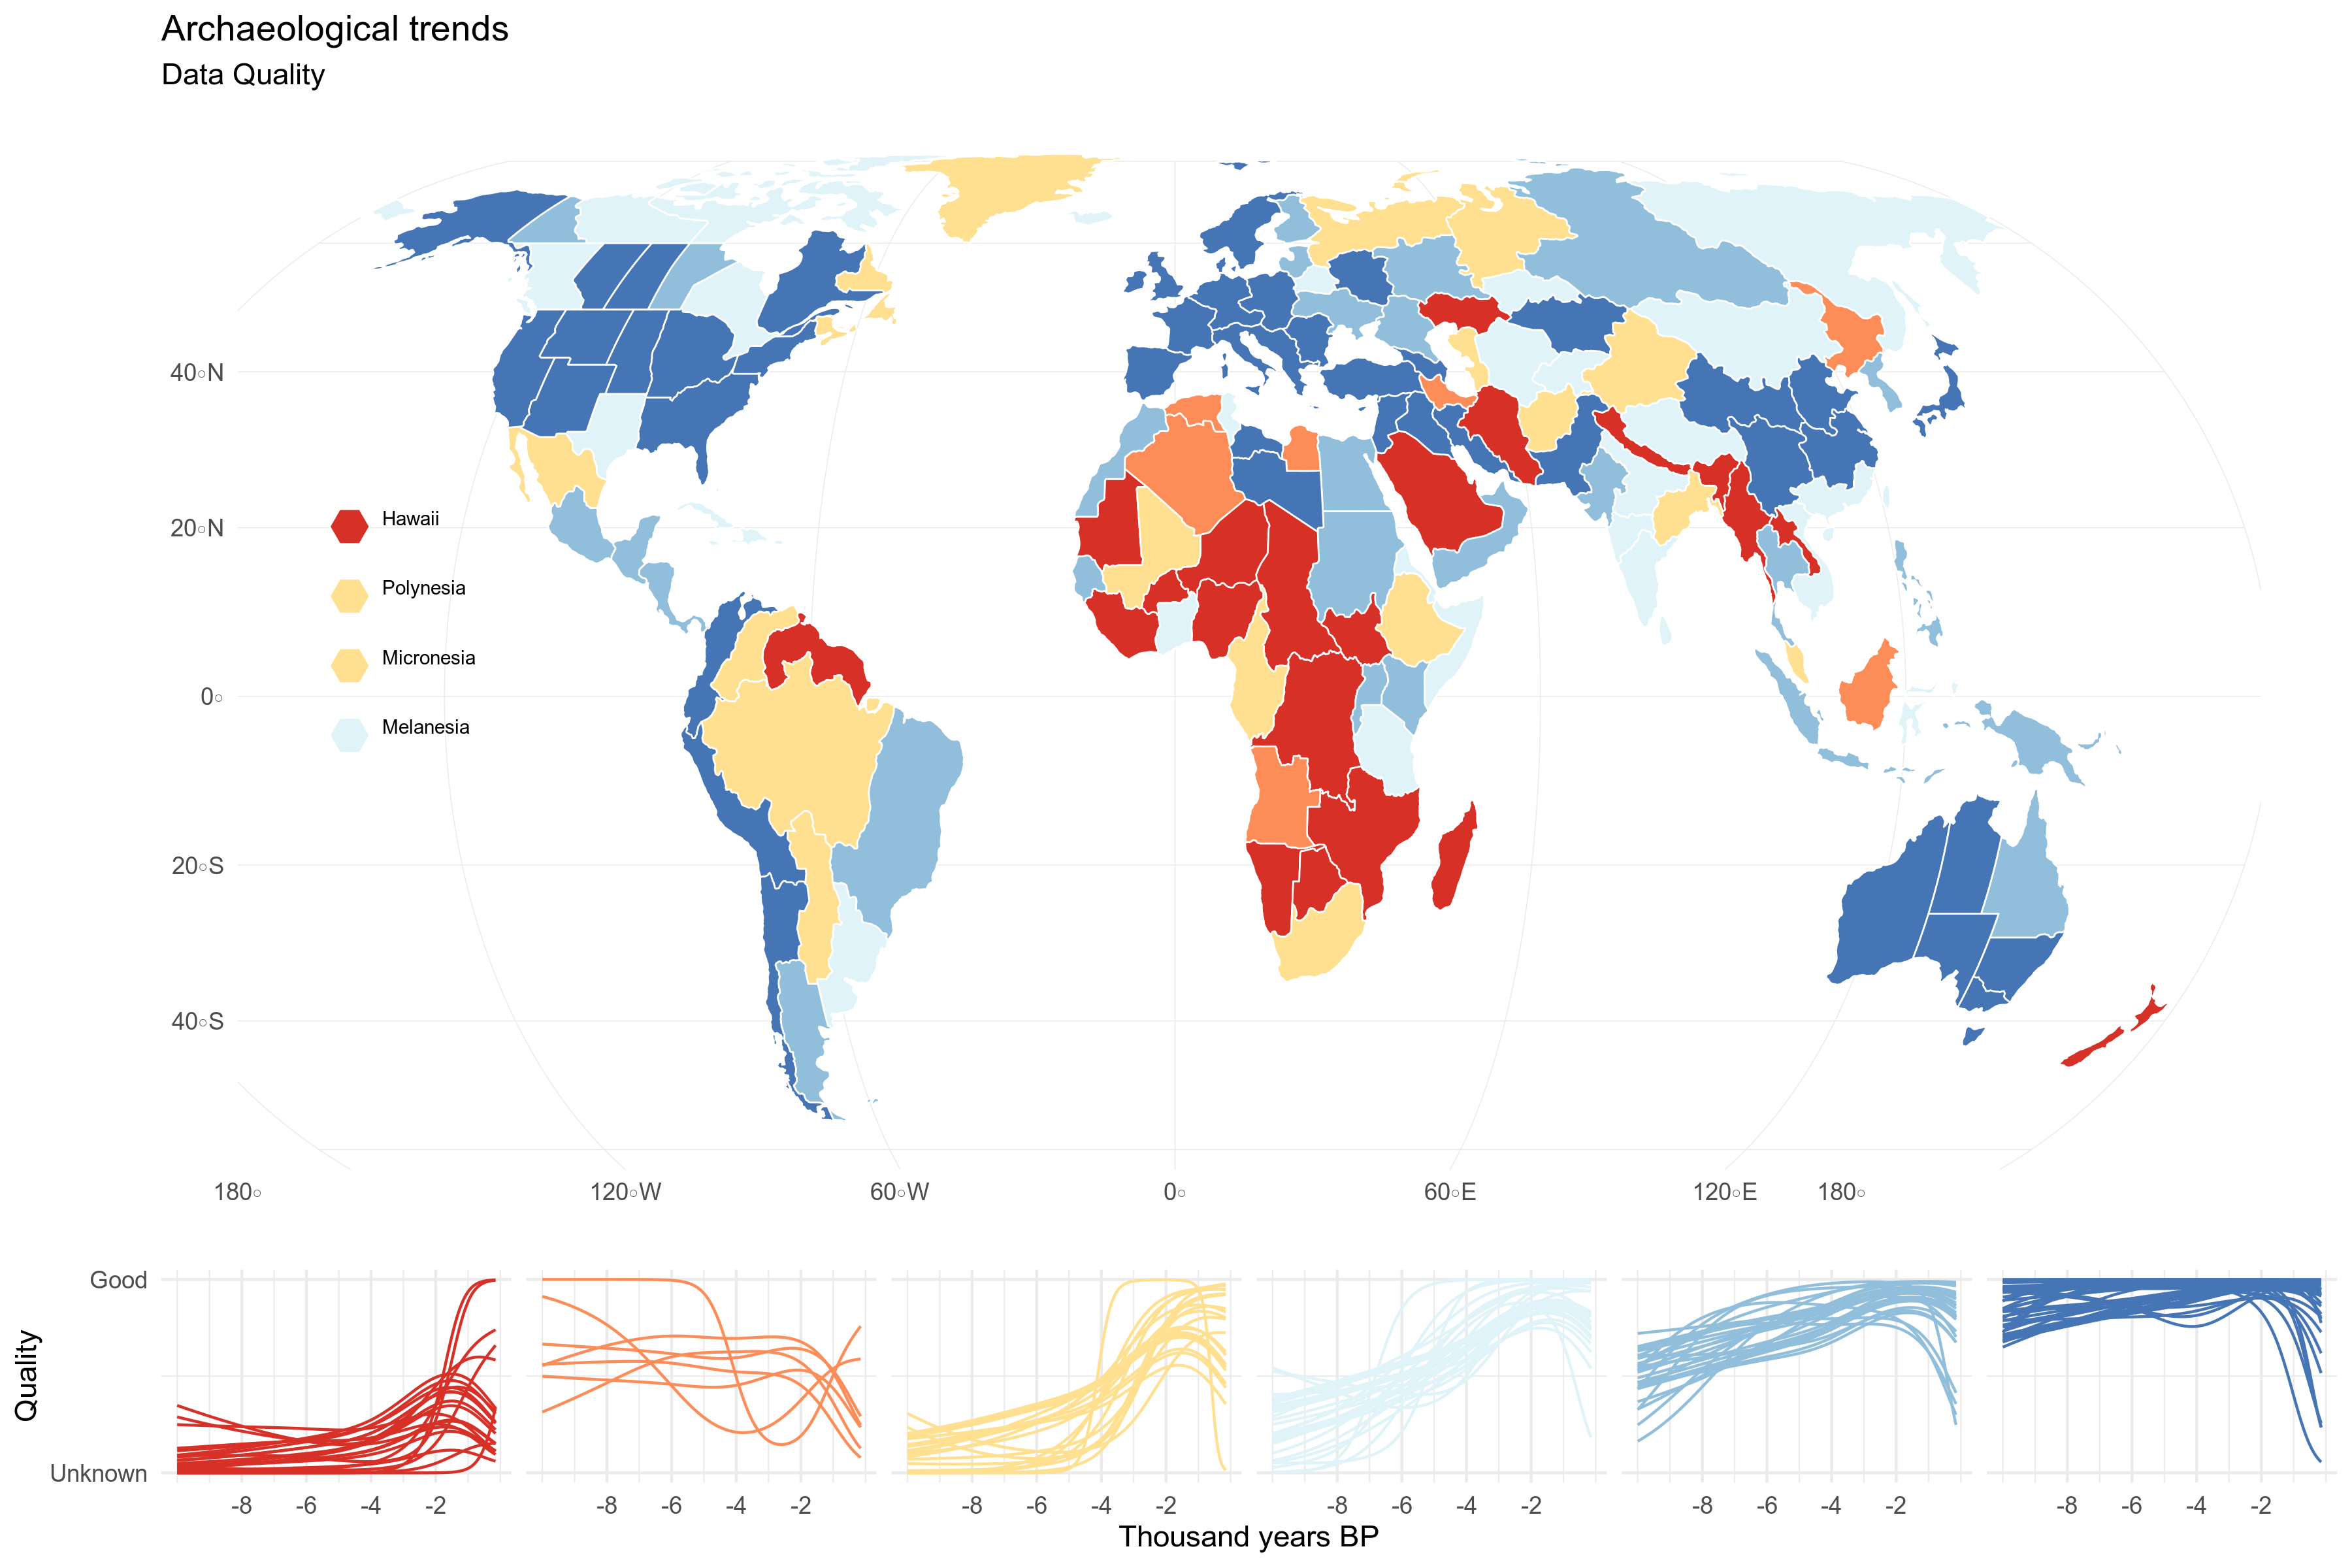 Archaeological trends
Data Quality
40◦N
20◦N
0◦
20◦S
40◦S
Hawaii
Polynesia
Micronesia
Melanesia
180◦ 120◦W 60◦W 0◦ 60◦E 120◦E 180◦
Good
Quality
Unknown
-8 -6 -4 -2 -8 -6 -4 -2 -8 -6 -4 -2 -8 -6 -4 -2 -8 -6 -4 -2 -8 -6 -4 -2
Thousand years BP